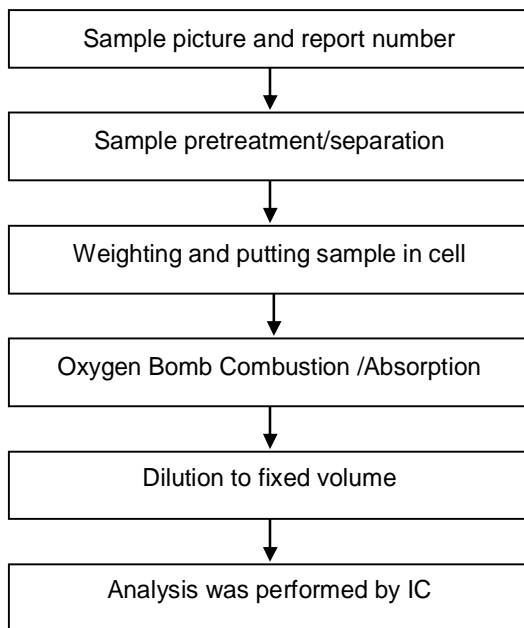 Sample picture and report number
Sample pretreatment/separation
Weighting and putting sample in cell
Oxygen Bomb Combustion /Absorption
Dilution to fixed volume
Analysis was performed by IC